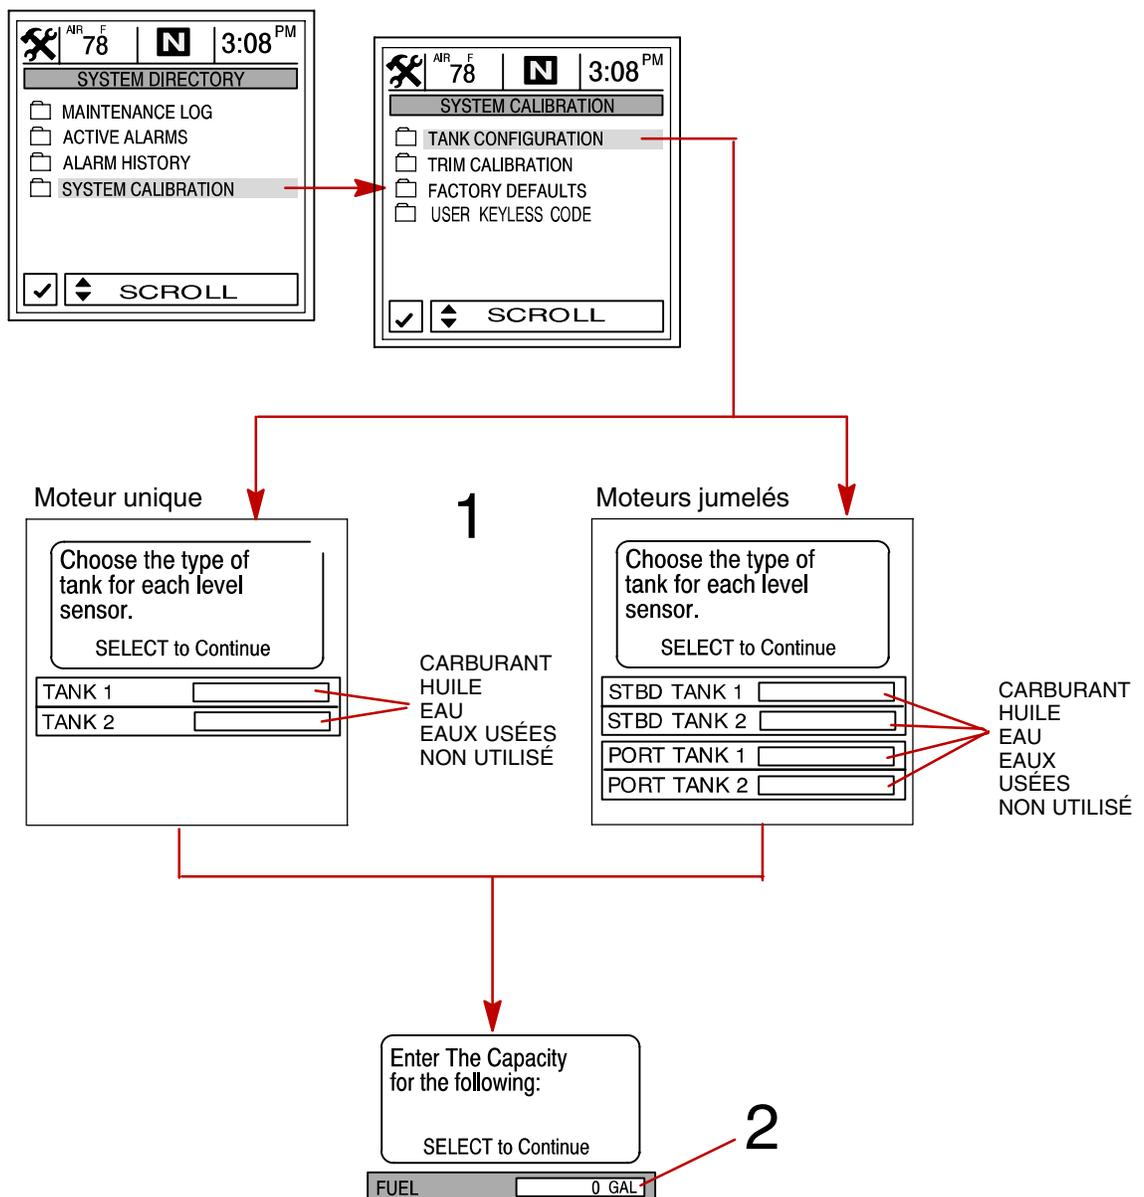 AIR F
78
N
3:08 PM
SYSTEM DIRECTORY
MAINTENANCE LOG
ACTIVE ALARMS
ALARM HISTORY
SYSTEM CALIBRATION
SCROLL
AIR F
78
N
3:08 PM
SYSTEM CALIBRATION
TANK CONFIGURATION
TRIM CALIBRATION
FACTORY DEFAULTS
USER KEYLESS CODE
SCROLL
Moteur unique
1
Choose the type of
tank for each level
sensor.
SELECT to Continue
TANK 1
TANK 2
CARBURANT
HUILE
EAU
EAUX USÉES
NON UTILISÉ
Moteurs jumelés
Choose the type of
tank for each level
sensor.
SELECT to Continue
STBD TANK 1
STBD TANK 2
PORT TANK 1
PORT TANK 2
CARBURANT
HUILE
EAU
EAUX
USÉES
NON UTILISÉ
Enter The Capacity
for the following:
SELECT to Continue
2
FUEL 0 GAL